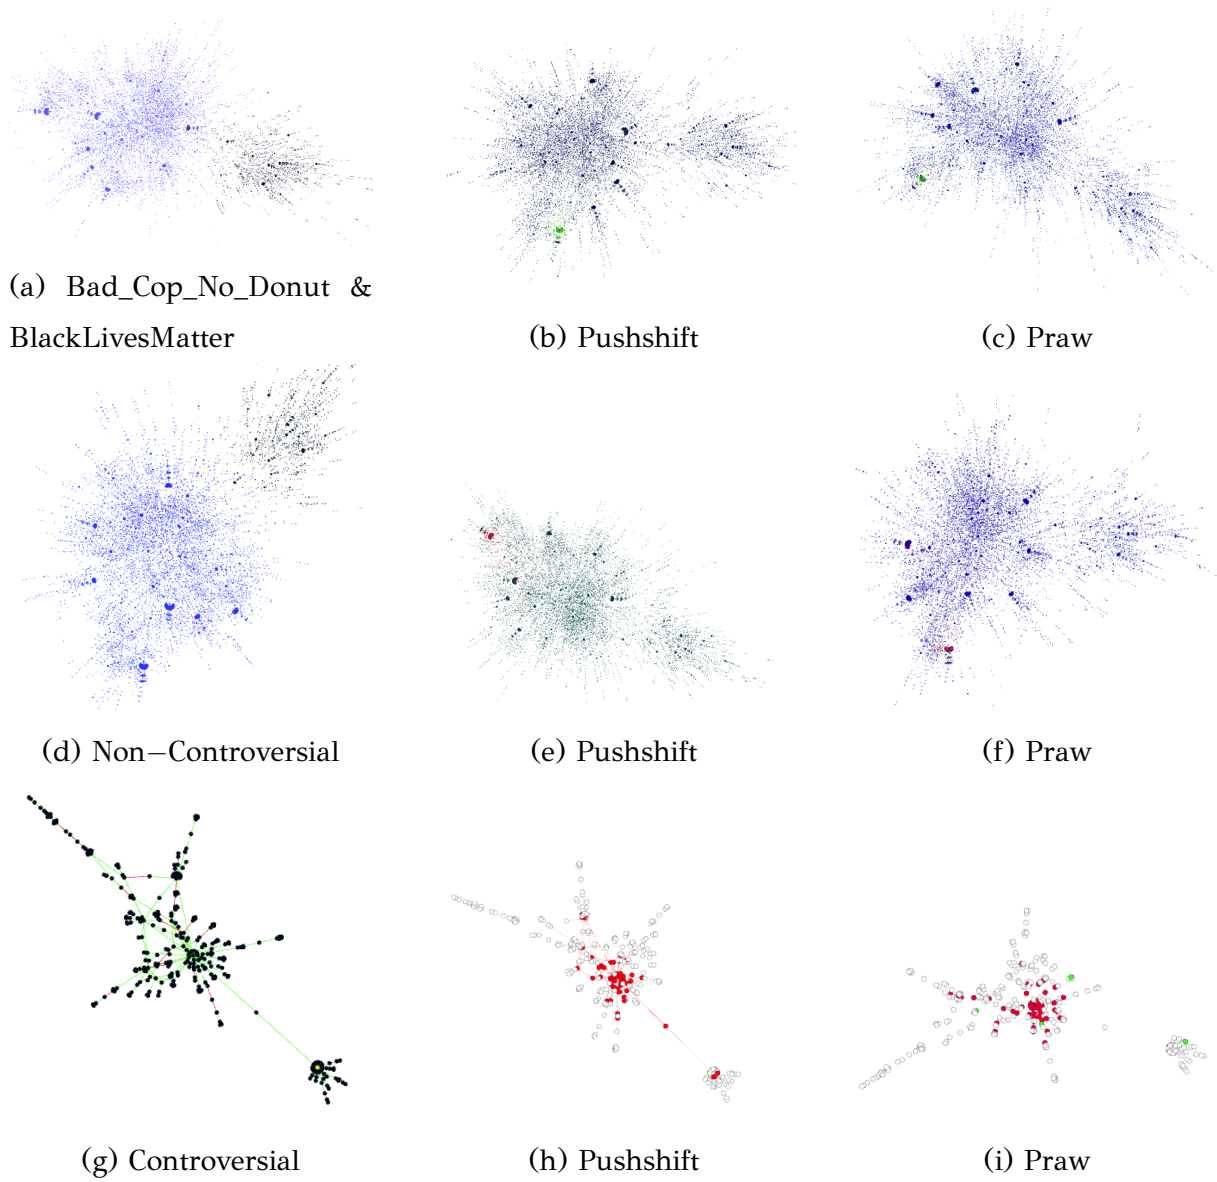 (a) Bad_Cop_No_Donut &
BlackLivesMatter
(b) Pushshift
(c) Praw
(d) Non−Controversial
(e) Pushshift
(f) Praw
(g) Controversial
(h) Pushshift
(i) Praw